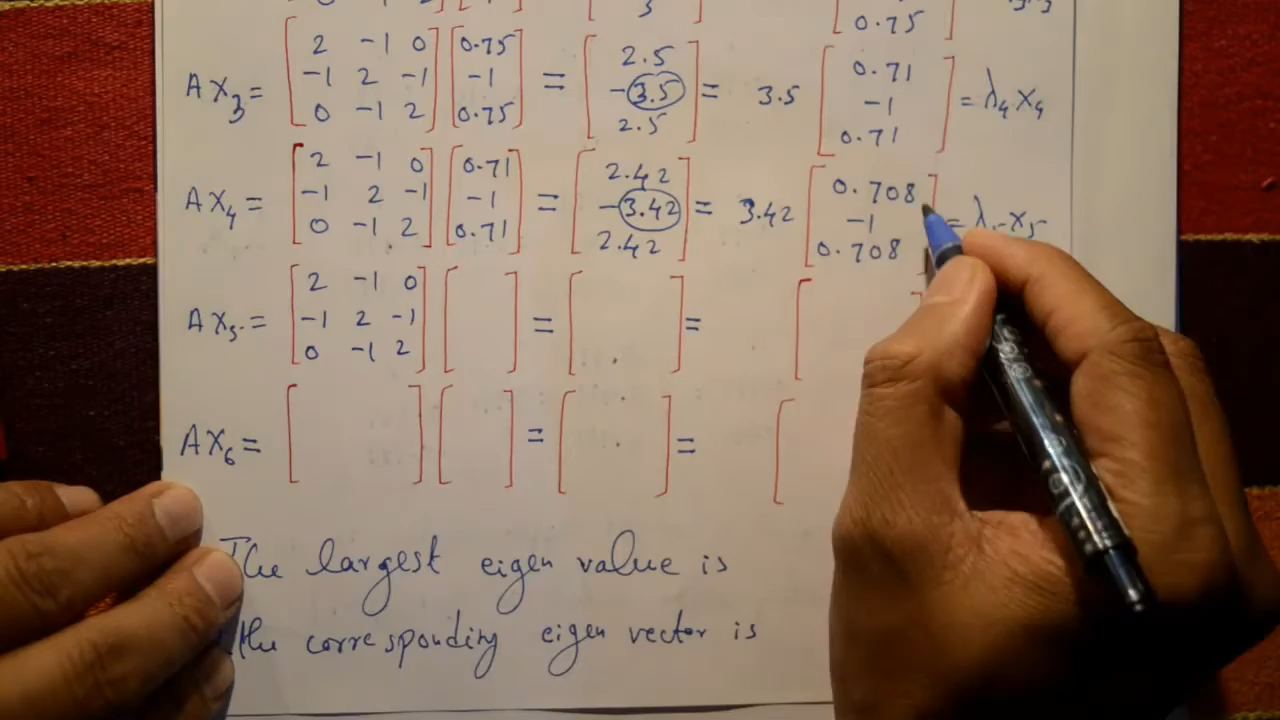 3
0.75
AX3 = [2 -1 0; -1 2 -1; 0 -1 2] [0.75; -1; 0.75] = [2.5; -3.5; 2.5] = 3.5 [0.71; -1; 0.71] = λ4 X4
AX4 = [2 -1 0; -1 2 -1; 0 -1 2] [0.71; -1; 0.71] = [2.42; -3.42; 2.42] = 3.42 [0.708; -1; 0.708] = λ5 X5
AX5 = [2 -1 0; -1 2 -1; 0 -1 2] [ ] = [ ] = [
AX6 = [ ] [ ] = [ ] = [
The largest eigen value is
the corresponding eigen vector is